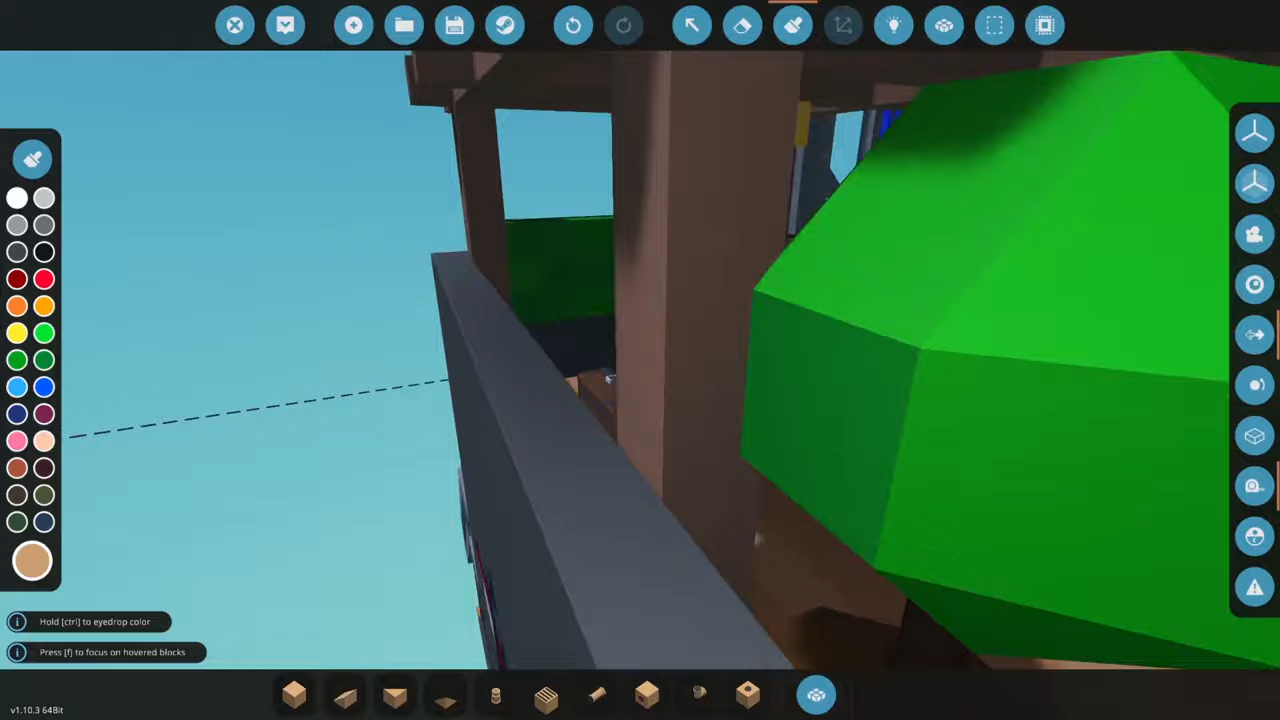 Hold [ctrl] to eyedrop color
Press [f] to focus on hovered blocks
v1.10.3 64Bit